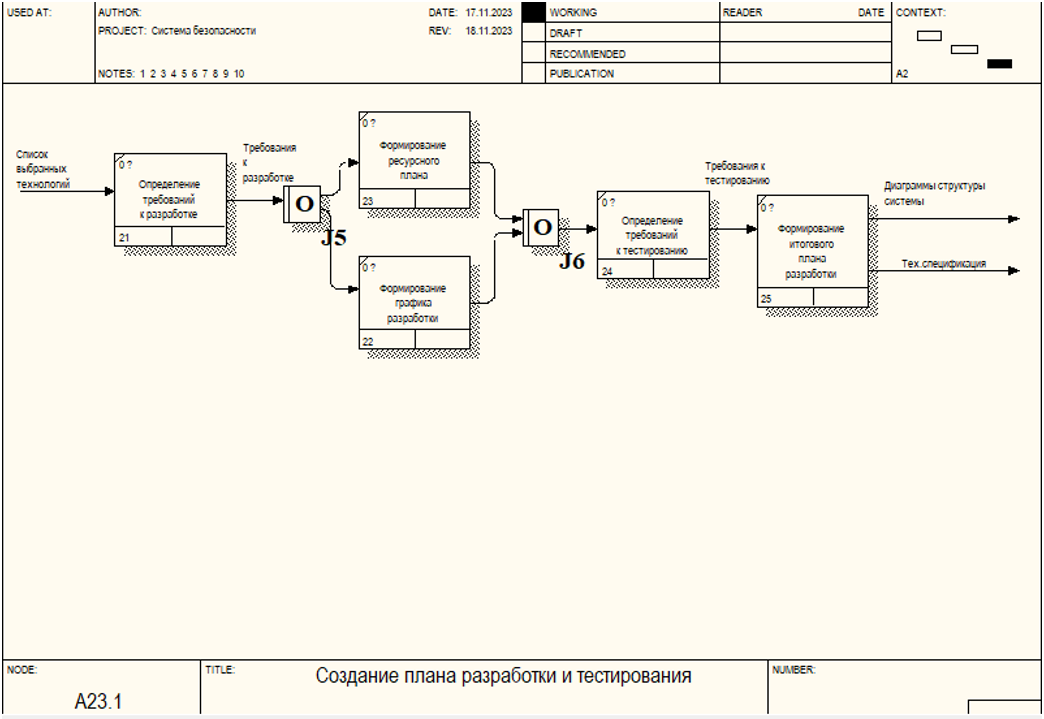 USED AT:
AUTHOR:
DATE: 17.11.2023
PROJECT: Система безопасности
REV: 18.11.2023
NOTES: 1 2 3 4 5 6 7 8 9 10
WORKING
DRAFT
RECOMMENDED
PUBLICATION
READER DATE
CONTEXT:
A2
Список
выбранных
технологий
0 ?
Определение
требований
к разработке
21
Требования
к
разработке
O
J5
0 ?
Формирование
ресурсного
плана
23
0 ?
Формирование
графика
разработки
22
O
J6
0 ?
Определение
требований
к тестированию
24
Требования к
тестированию
0 ?
Формирование
итогового
плана
разработки
25
Диаграммы структуры
системы
Тех.спецификация
NODE:
A23.1
TITLE:
Создание плана разработки и тестирования
NUMBER: